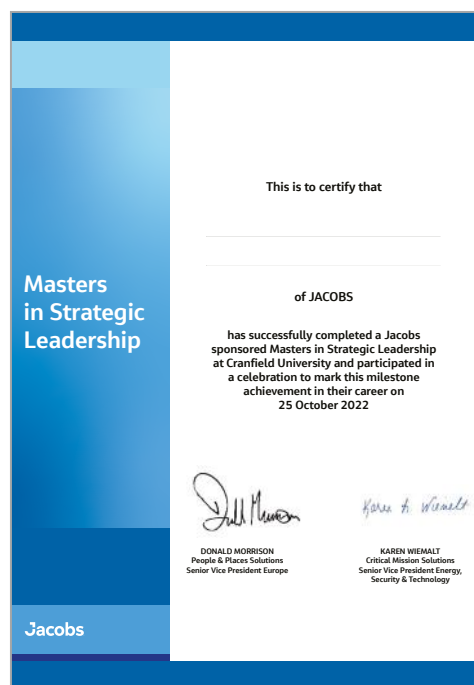 Masters
in Strategic
Leadership
This is to certify that
of JACOBS
has successfully completed a Jacobs
sponsored Masters in Strategic Leadership
at Cranfield University and participated in
a celebration to mark this milestone
achievement in their career on
25 October 2022
Karen A Wiemalt
DONALD MORRISON
People & Places Solutions
Senior Vice President Europe
KAREN WIEMALT
Critical Mission Solutions
Senior Vice President Energy,
Security & Technology
Jacobs